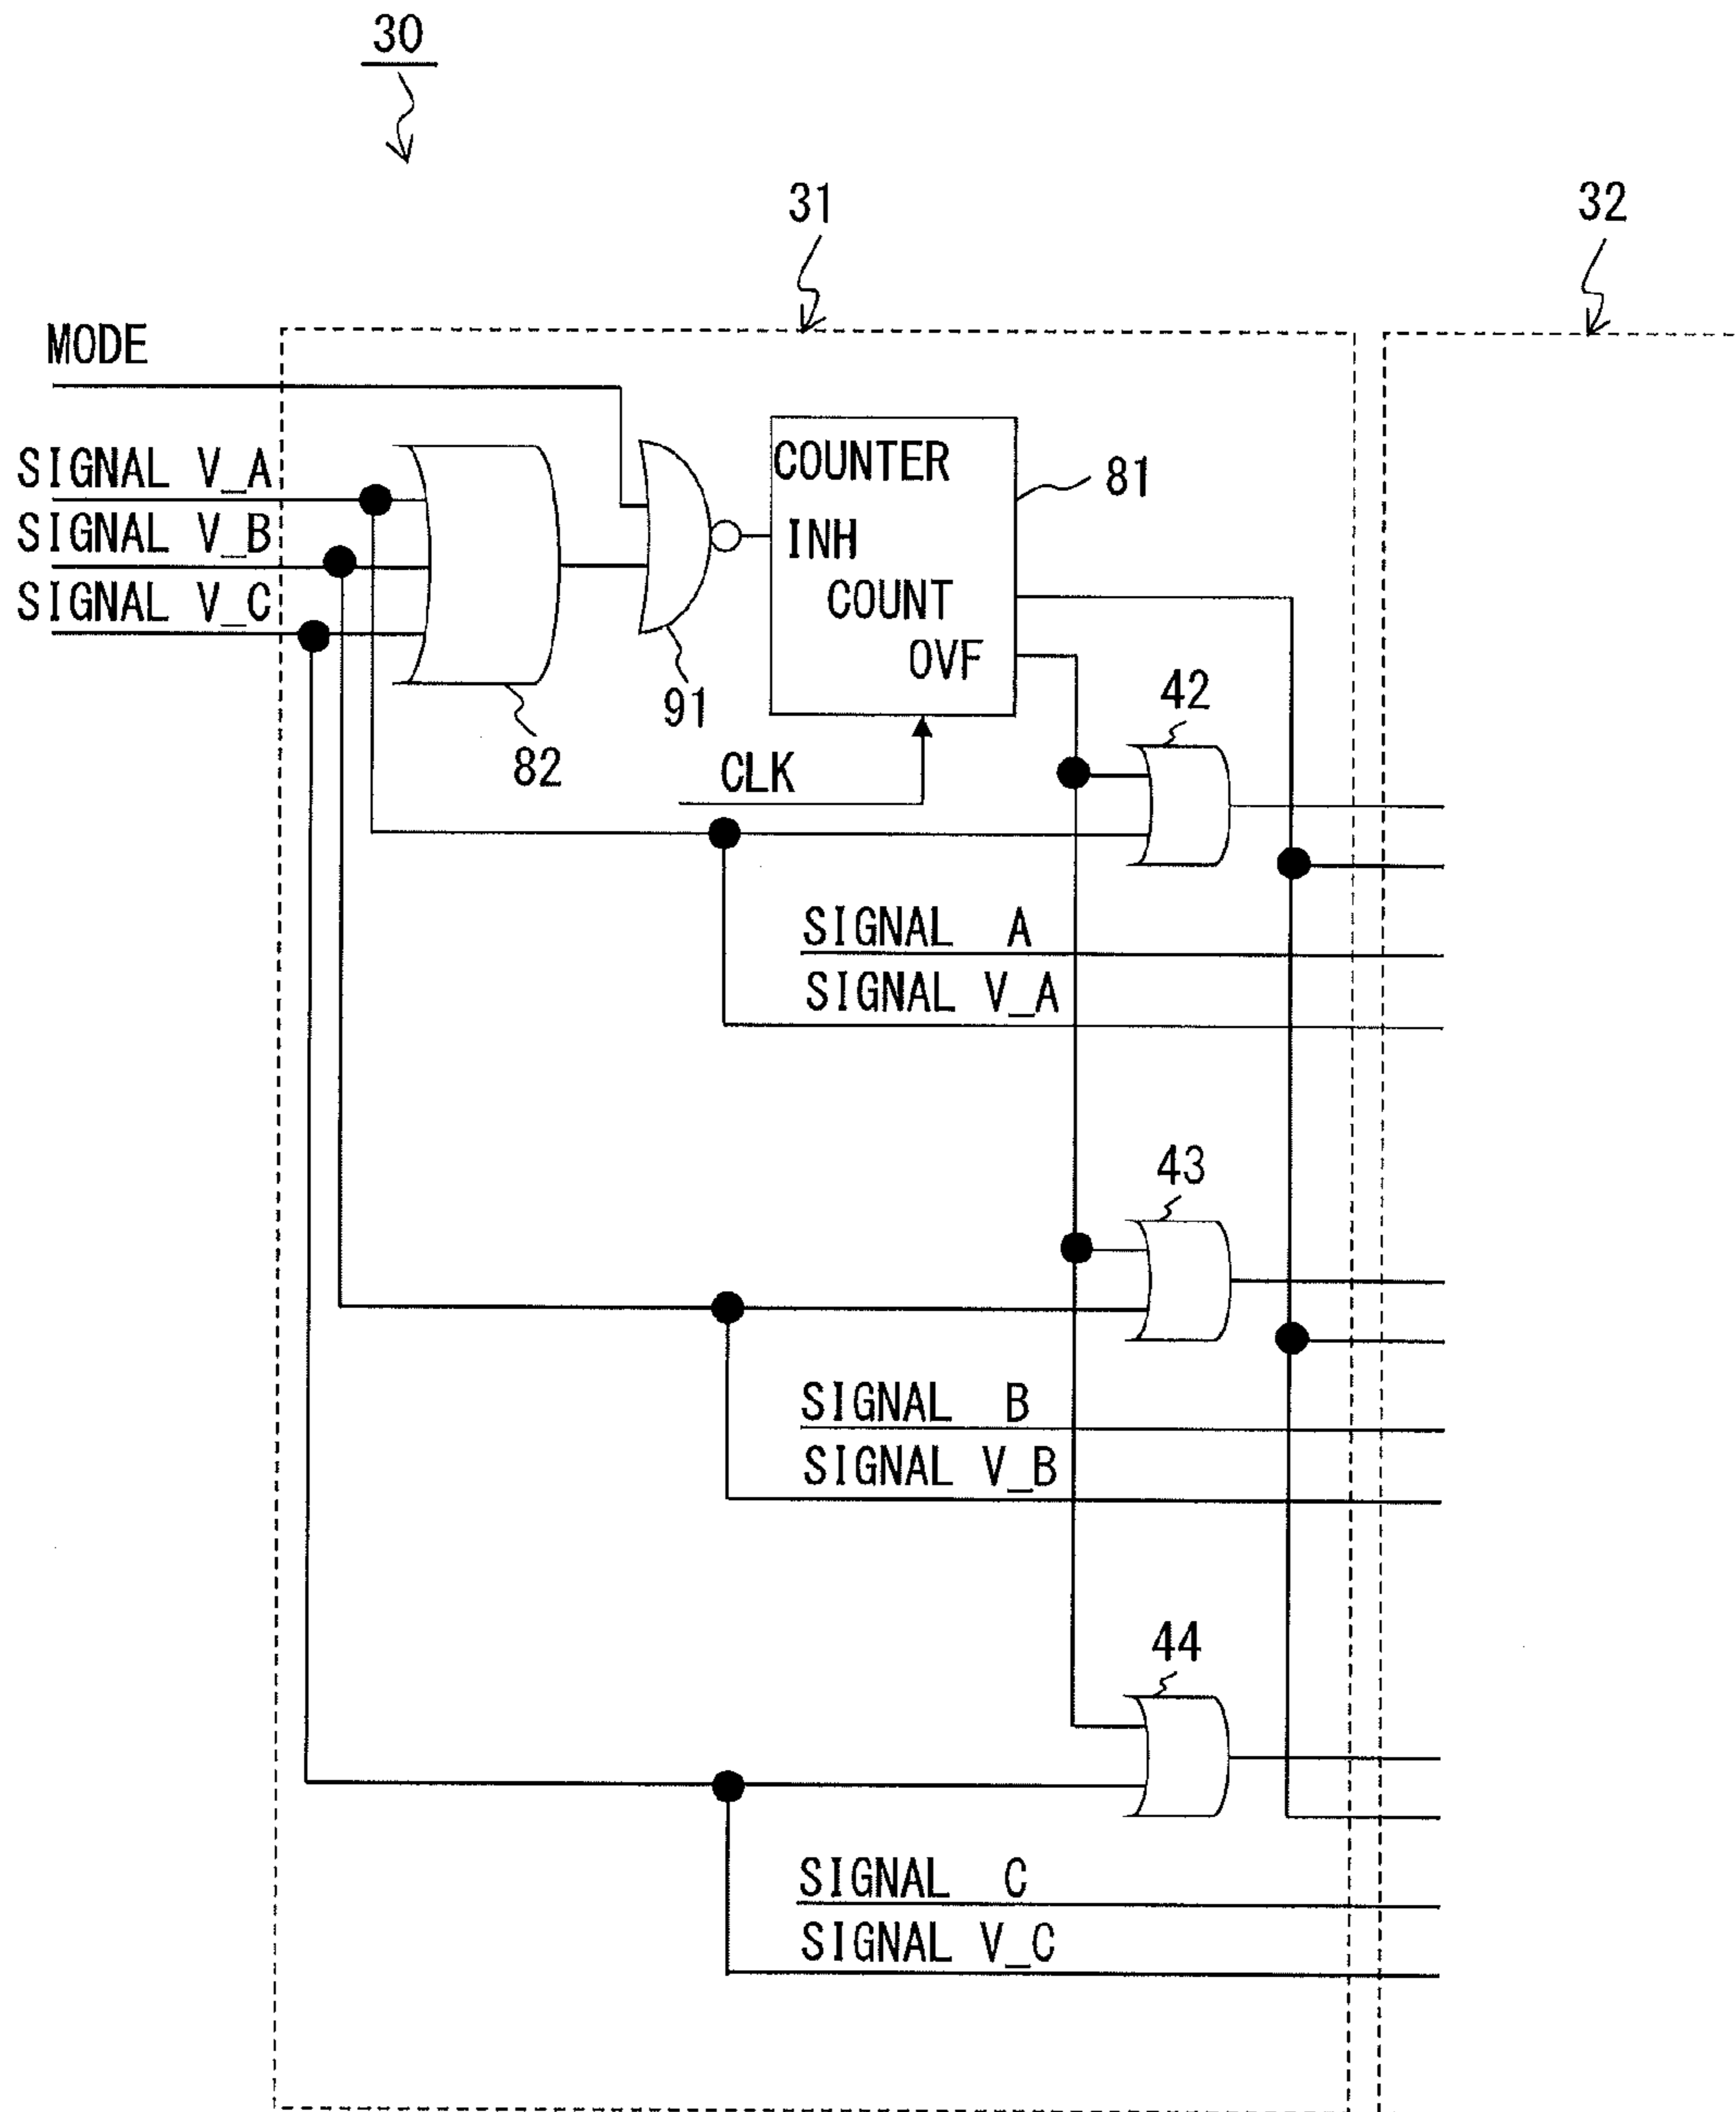 30
31
32
MODE
SIGNAL V_A
SIGNAL V_B
SIGNAL V_C
COUNTER
INH
COUNT
OVF
81
82
91
CLK
42
SIGNAL A
SIGNAL V_A
43
SIGNAL B
SIGNAL V_B
44
SIGNAL C
SIGNAL V_C